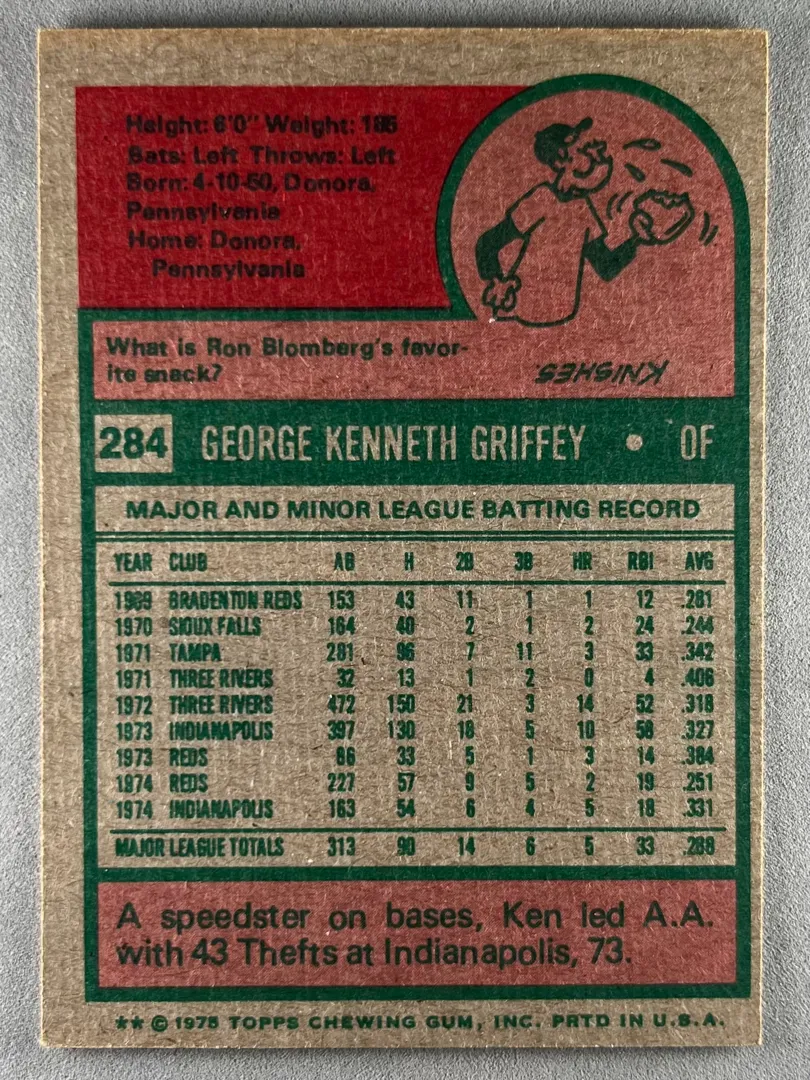 Height: 6'0" Weight: 185
Bats: Left Throws: Left
Born: 4-10-50, Donora,
Pennsylvania
Home: Donora,
Pennsylvania
What is Ron Blomberg's favor-
ite snack?
KNISHES
284 GEORGE KENNETH GRIFFEY • OF
MAJOR AND MINOR LEAGUE BATTING RECORD
YEAR CLUB AB H 2B 3B HR RBI AVG
1969 BRADENTON REDS 153 43 11 1 1 12 .281
1970 SIOUX FALLS 164 40 2 1 2 24 .244
1971 TAMPA 281 96 7 11 3 33 .342
1971 THREE RIVERS 32 13 1 2 0 4 .406
1972 THREE RIVERS 472 150 21 3 14 52 .318
1973 INDIANAPOLIS 397 130 18 5 10 58 .327
1973 REDS 86 33 5 1 3 14 .384
1974 REDS 227 57 9 5 2 19 .251
1974 INDIANAPOLIS 163 54 6 4 5 18 .331
MAJOR LEAGUE TOTALS 313 90 14 6 5 33 .288
A speedster on bases, Ken led A.A.
with 43 Thefts at Indianapolis, 73.
** © 1975 TOPPS CHEWING GUM, INC. PRTD IN U.S.A.